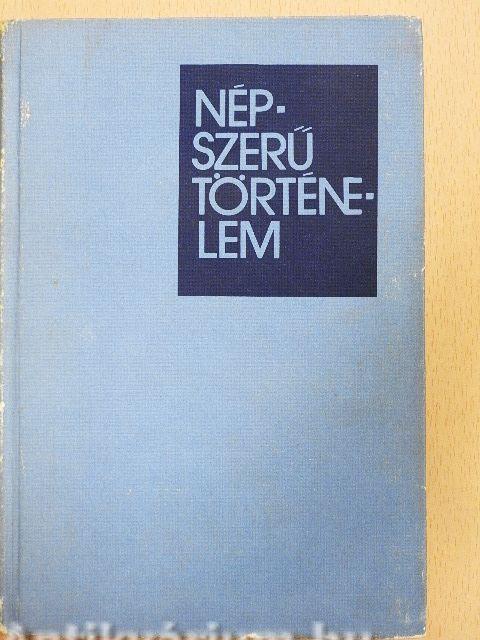 NÉP-
SZERŰ
TÖRTÉNE-
LEM